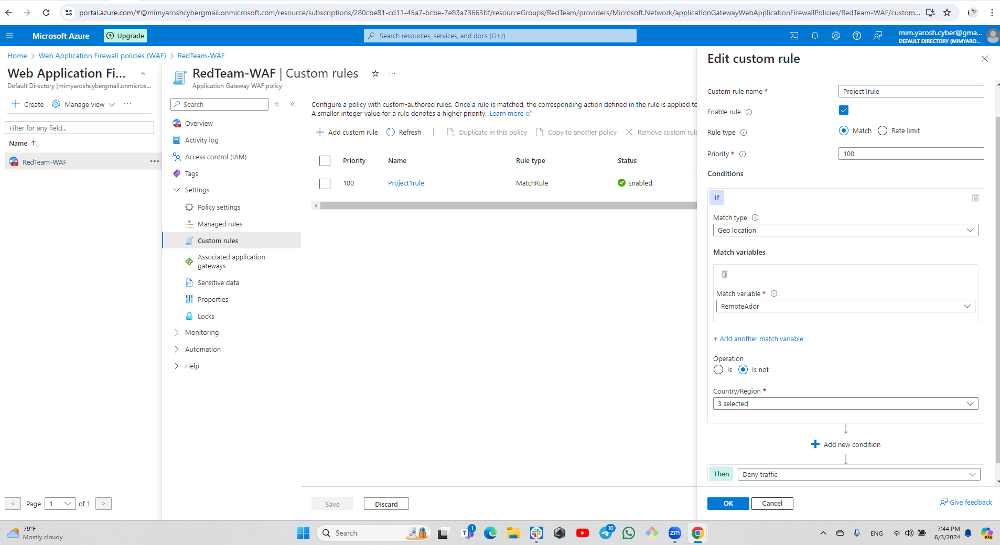 portal.azure.com/#@mimyaroshcybergmail.onmicrosoft.com/resource/subscriptions/280cbe81-cd11-45a7-bcbe-7e83a73663bf/resourceGroups/RedTeam/providers/Microsoft.Network/applicationGatewayWebApplicationFirewallPolicies/RedTeam-WAF/custom...
Microsoft Azure
Upgrade
Search resources, services, and docs (G+/)
mim.yarosh.cyber@gma...
DEFAULT DIRECTORY (MIMYARO...
Home > Web Application Firewall policies (WAF) > RedTeam-WAF
Web Application Fi... «
Default Directory (mimyaroshcybergmail.onmicros...
Create
Manage view
...
Filter for any field...
Name
RedTeam-WAF ...
< Page 1 of 1 >
RedTeam-WAF | Custom rules ...
Application Gateway WAF policy
Search
«
Overview
Activity log
Access control (IAM)
Tags
Settings
Policy settings
Managed rules
Custom rules
Associated application
gateways
Sensitive data
Properties
Locks
Monitoring
Automation
Help
Configure a policy with custom-authored rules. Once a rule is matched, the corresponding action defined in the rule is applied to
A smaller integer value for a rule denotes a higher priority. Learn more
Add custom rule
Refresh
|
Duplicate in this policy
Copy to another policy
Remove custom rule
Priority Name Rule type Status
100 Project1rule MatchRule Enabled
Save
Discard
Edit custom rule
Custom rule name * Project1rule
Enable rule
Rule type Match Rate limit
Priority * 100
Conditions
If
Match type
Geo location
Match variables
Match variable *
RemoteAddr
+ Add another match variable
Operation
Is Is not
Country/Region *
3 selected
Add new condition
Then Deny traffic
OK
Cancel
Give feedback
79°F
Mostly cloudy
Search
1
10
zm
ENG
7:44 PM
6/3/2024
PRE